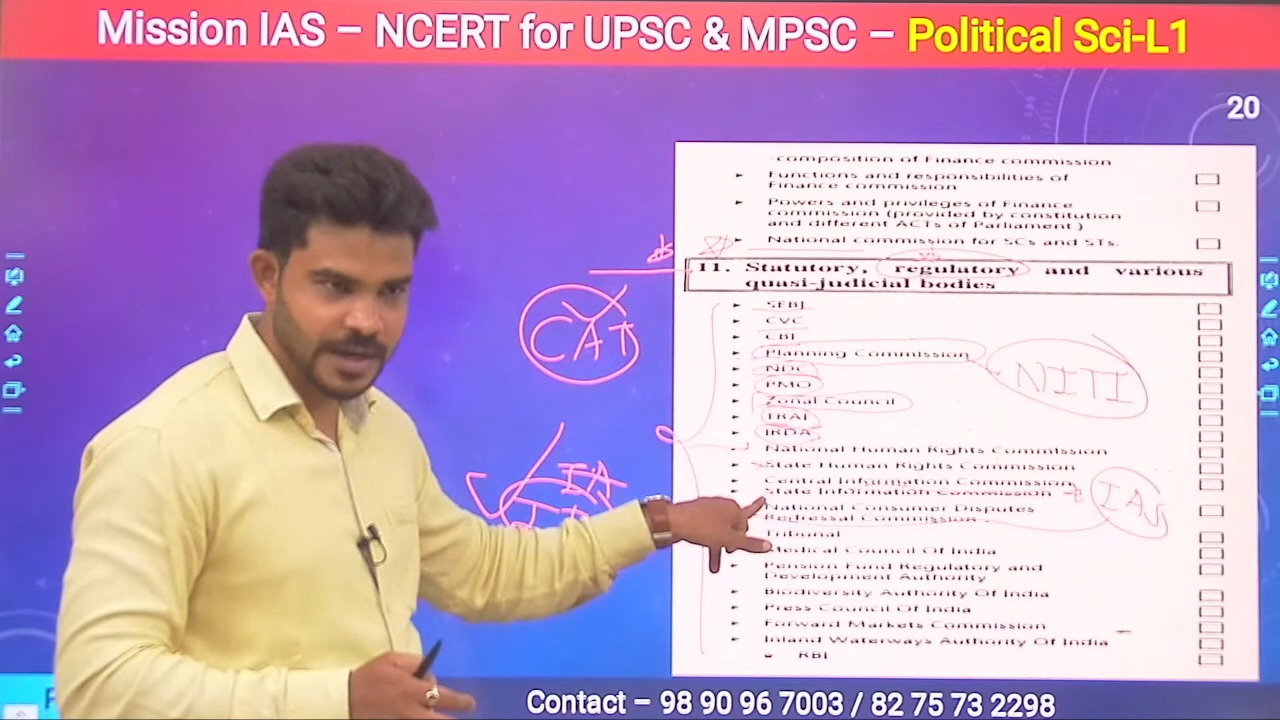 Mission IAS – NCERT for UPSC & MPSC – Political Sci-L1
20
-composition of Finance commission
Functions and responsibilities of
Finance commission
Powers and privileges of Finance
commission (provided by constitution
and different ACTs of Parliament )
National commission for SCs and STs.
11. Statutory, regulatory and various
quasi-judicial bodies
SEBI
CVC
CBI
Planning Commission
NDC
PMO
Zonal Council
TRAI
IRDA
National Human Rights Commission
State Human Rights Commission
Central Information Commission
State Information Commission
National Consumer Disputes
Redressal Commission
Tribunal
Medical Council Of India
Pension Fund Regulatory and
Development Authority
Biodiversity Authority Of India
Press Council Of India
Forward Markets Commission
Inland Waterways Authority Of India
RBI
CAT
NITI
IAS
Contact – 98 90 96 7003 / 82 75 73 2298